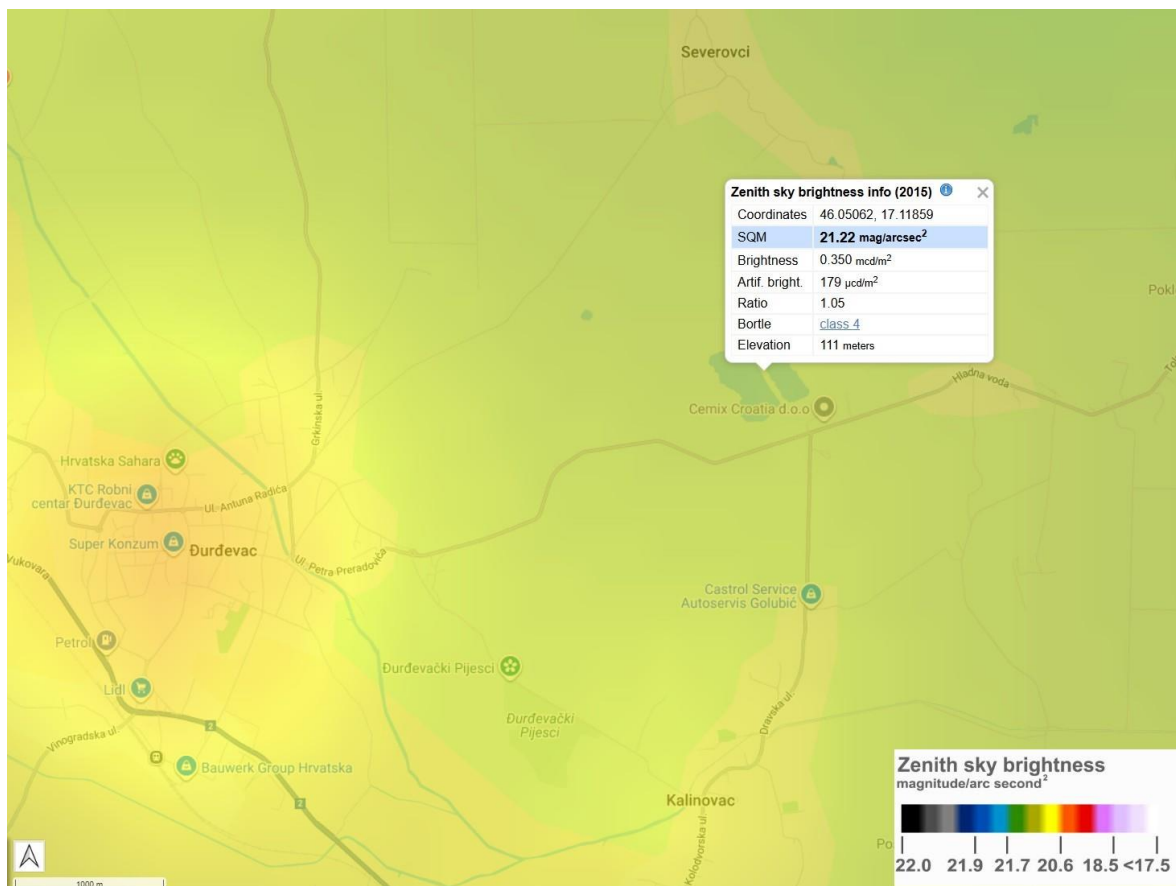 Severovci
Zenith sky brightness info (2015)
Coordinates 46.05062, 17.11859
SQM 21.22 mag/arcsec²
Brightness 0.350 mcd/m²
Artif. bright. 179 μcd/m²
Ratio 1.05
Bortle class 4
Elevation 111 meters
Pokl
Hladna voda
Cemix Croatia d.o.o
Grkinska ul
Hrvatska Sahara
KTC Robni
centar Đurđevac
Ul. Antuna Radića
Super Konzum
Đurđevac
Ul. Petra Preradovića
Vukovara
Castrol Service
Autoservis Golubić
Petrol
Đurđevački Pijesci
Lidl
Đurđevački
Pijesci
Dravska ul.
Vinogradska ul
2
Bauwerk Group Hrvatska
2
Kalinovac
Kolodvorska ul
Zenith sky brightness
magnitude/arc second²
22.0 21.9 21.7 20.6 18.5 <17.5
1000 m